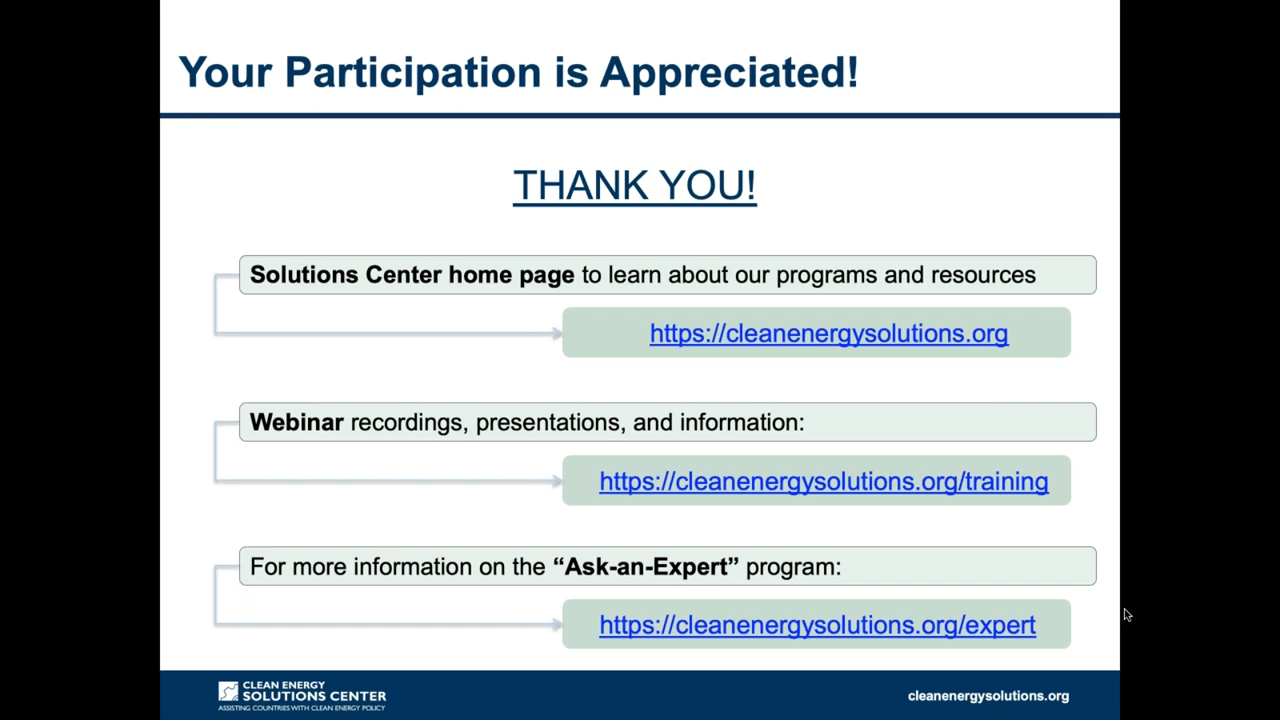 Your Participation is Appreciated!
THANK YOU!
Solutions Center home page to learn about our programs and resources
https://cleanenergysolutions.org
Webinar recordings, presentations, and information:
https://cleanenergysolutions.org/training
For more information on the “Ask-an-Expert” program:
https://cleanenergysolutions.org/expert
CLEAN ENERGY
SOLUTIONS CENTER
ASSISTING COUNTRIES WITH CLEAN ENERGY POLICY
cleanenergysolutions.org